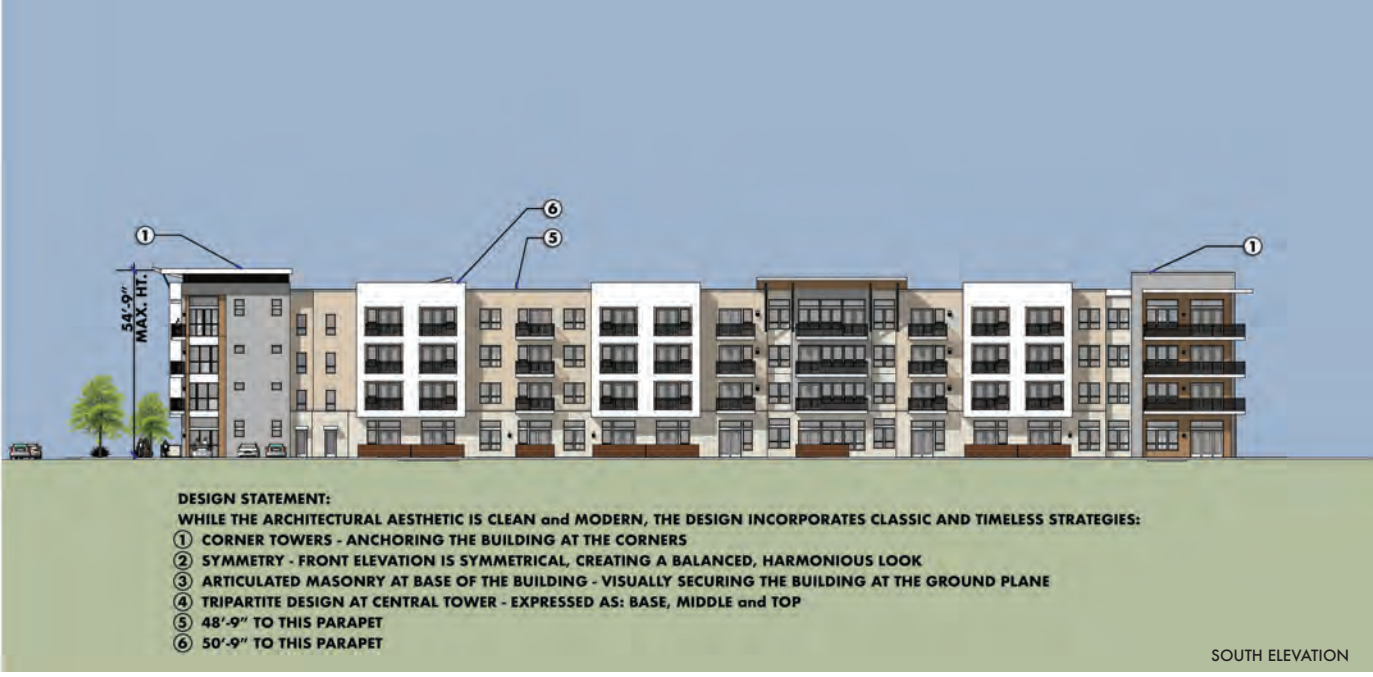 6
1
5
1
54'-9"
MAX. HT.
DESIGN STATEMENT:
WHILE THE ARCHITECTURAL AESTHETIC IS CLEAN and MODERN, THE DESIGN INCORPORATES CLASSIC AND TIMELESS STRATEGIES:
1 CORNER TOWERS - ANCHORING THE BUILDING AT THE CORNERS
2 SYMMETRY - FRONT ELEVATION IS SYMMETRICAL, CREATING A BALANCED, HARMONIOUS LOOK
3 ARTICULATED MASONRY AT BASE OF THE BUILDING - VISUALLY SECURING THE BUILDING AT THE GROUND PLANE
4 TRIPARTITE DESIGN AT CENTRAL TOWER - EXPRESSED AS: BASE, MIDDLE and TOP
5 48'-9" TO THIS PARAPET
6 50'-9" TO THIS PARAPET
SOUTH ELEVATION